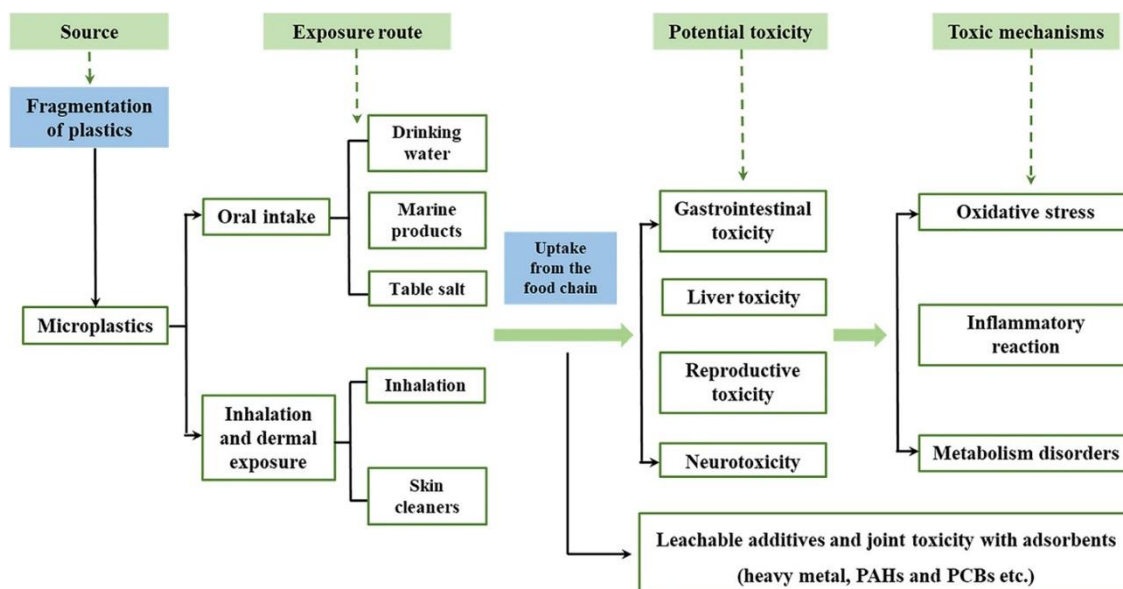 Source
Exposure route
Potential toxicity
Toxic mechanisms
Fragmentation
of plastics
Microplastics
Oral intake
Inhalation
and dermal
exposure
Drinking
water
Marine
products
Table salt
Inhalation
Skin
cleaners
Uptake
from the
food chain
Gastrointestinal
toxicity
Liver toxicity
Reproductive
toxicity
Neurotoxicity
Oxidative stress
Inflammatory
reaction
Metabolism disorders
Leachable additives and joint toxicity with adsorbents
(heavy metal, PAHs and PCBs etc.)